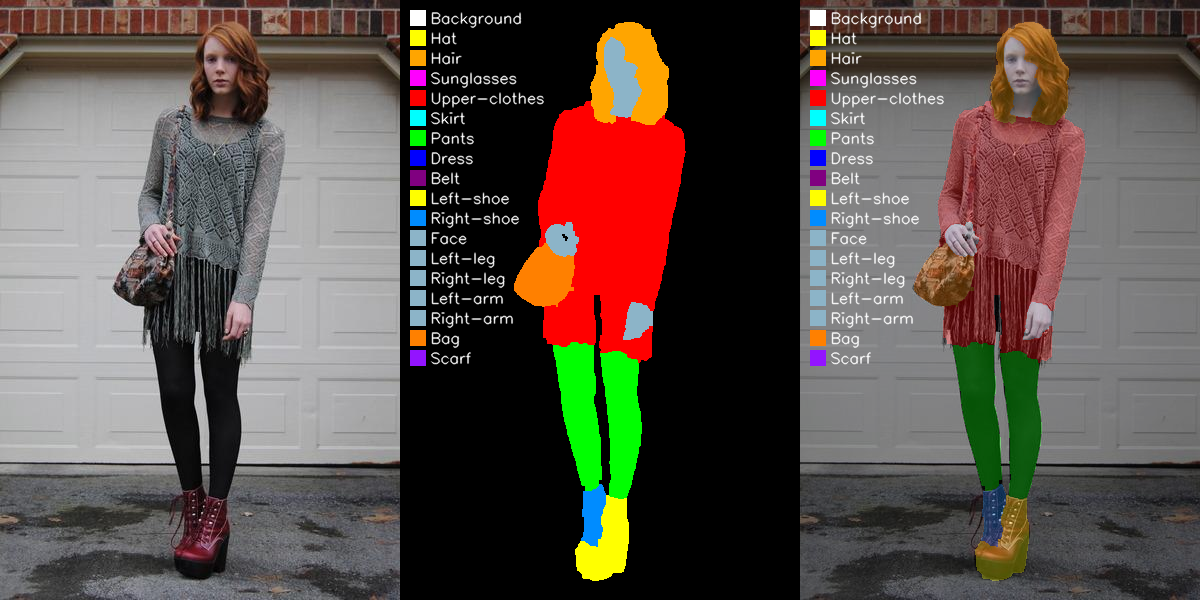 Background
Hat
Hair
Sunglasses
Upper-clothes
Skirt
Pants
Dress
Belt
Left-shoe
Right-shoe
Face
Left-leg
Right-leg
Left-arm
Right-arm
Bag
Scarf
Background
Hat
Hair
Sunglasses
Upper-clothes
Skirt
Pants
Dress
Belt
Left-shoe
Right-shoe
Face
Left-leg
Right-leg
Left-arm
Right-arm
Bag
Scarf